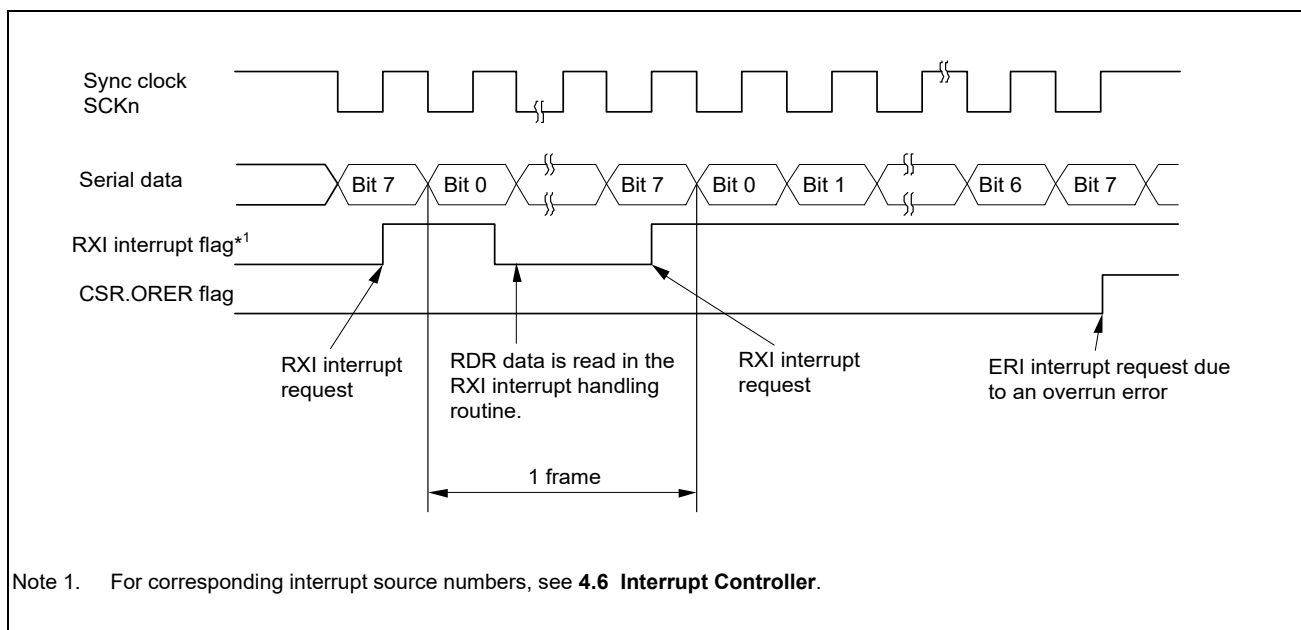 Sync clock
SCKn
Serial data
Bit 7
Bit 0
Bit 7
Bit 0
Bit 1
Bit 6
Bit 7
RXI interrupt flag*1
CSR.ORER flag
RXI interrupt
request
RDR data is read in the
RXI interrupt handling
routine.
RXI interrupt
request
ERI interrupt request due
to an overrun error
1 frame
Note 1. For corresponding interrupt source numbers, see 4.6 Interrupt Controller.